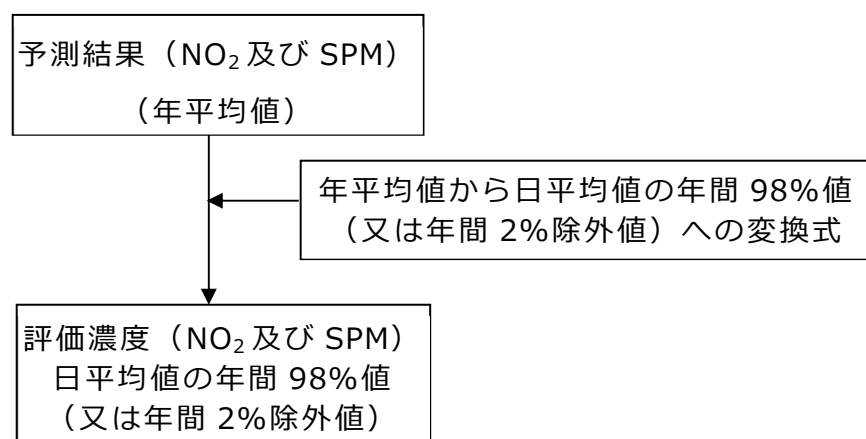 予測結果（NO₂及び SPM）
（年平均値）
年平均値から日平均値の年間 98%値
（又は年間 2%除外値）への変換式
評価濃度（NO₂及び SPM）
日平均値の年間 98%値
（又は年間 2%除外値）